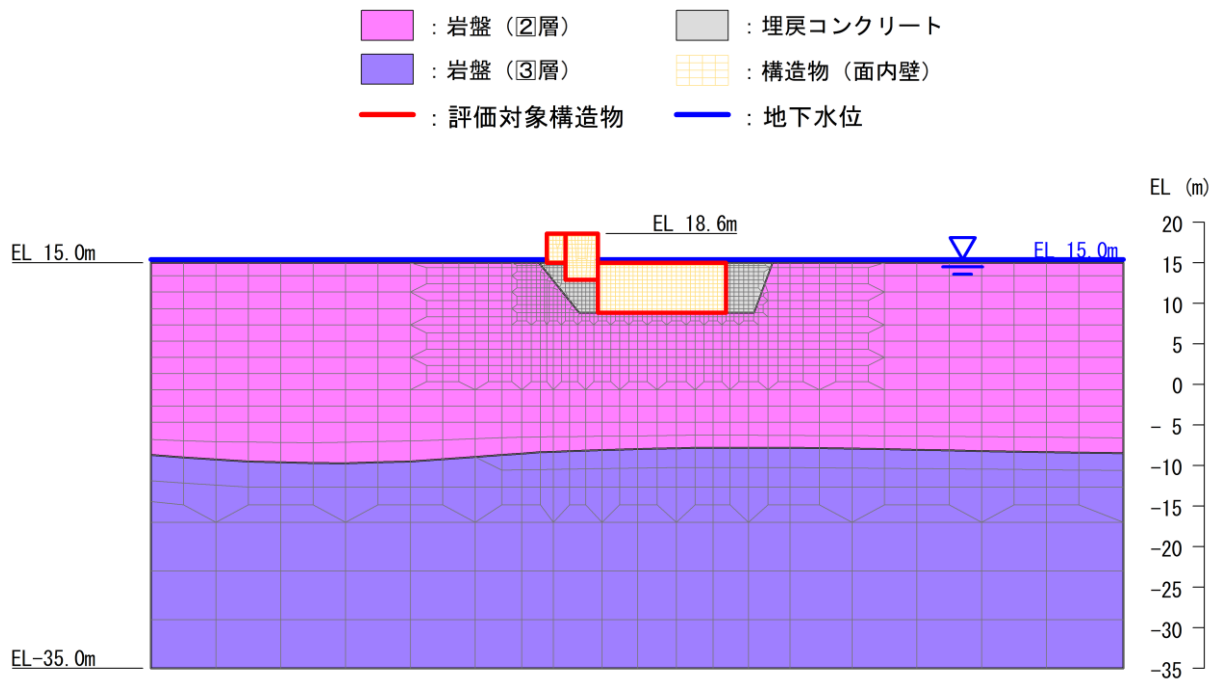 ：岩盤（②層）
：埋戻コンクリート
：岩盤（③層）
：構造物（面内壁）
：評価対象構造物
：地下水位
EL (m)
EL 18.6m
20
EL 15.0m
EL 15.0m
15
10
5
0
- 5
-10
-15
-20
-25
-30
EL-35.0m
-35